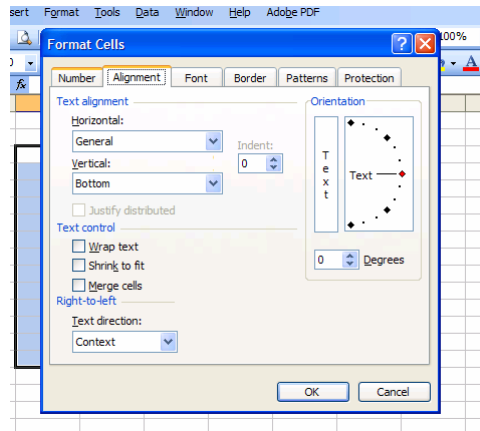 Format Tools Data Window Help Adobe PDF
100%
Format Cells
Number Alignment Font Border Patterns Protection
Text alignment
Horizontal:
General
Indent:
0
Vertical:
Bottom
Justify distributed
Text control
Wrap text
Shrink to fit
Merge cells
Right-to-left
Text direction:
Context
Orientation
T
e
x
t
Text
0 Degrees
OK Cancel